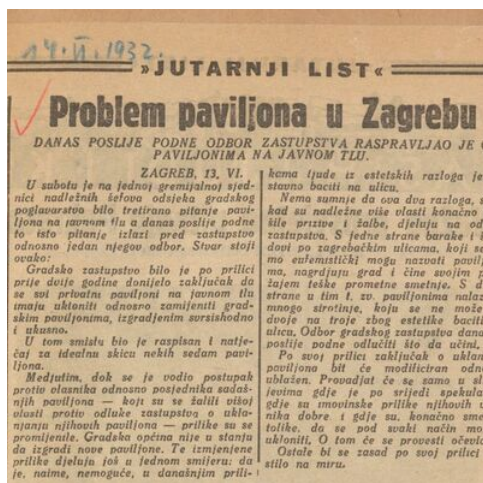 14. VI. 1932.
»JUTARNJI LIST«
Problem paviljona u Zagrebu
DANAS POSLIJE PODNE ODBOR ZASTUPSTVA RASPRAVLJAO JE O
PAVILJONIMA NA JAVNOM TLU.
ZAGREB, 13. VI.
U subotu je na jednoj gremijalnoj sjed-
nici nadležnih šefova odsjeka gradskog
poglavarstvo bilo tretirano pitanje pavi-
ljona na javnom tlu a danas poslije podne
to isto pitanje izlazi pred zastupstvo
odnosno jedan njegov odbor. Stvar stoji
ovako:
Gradsko zastupstvo bilo je po prilici
prije dvije godine donijelo zaključak da
se svi privatni paviljoni na javnom tlu
imaju ukloniti odnosno zamijeniti grad-
skim paviljonima, izgradjenim svrsishodno
i ukusno.
U tom smislu bio je raspisan i natje-
čaj za idealnu skicu nekih sedam pavi-
ljona.
Medjutim, dok se je vodio postupak
protiv vlasnika odnosno posjednika sadaš-
njih paviljona — koji su se žalili višoj
vlasti protiv odluke zastupstva o ukla-
njanju njihovih paviljona — prilike su se
promijenile. Gradska općina nije u stanju
da izgradi nove paviljone. Te izmjenjene
prilike djeluju još u jednom smjeru: da
je, naime, nemoguće, u današnjim prili-
kama ljude iz estetskih razloga je
stavno baciti na ulicu.
Nema sumnje da ova dva razloga, s
kad su nadležne više vlasti konačno
šile prizive i žalbe, djeluju na od
zastupstva. S jedne strane barake i
dovi po zagrebačkim ulicama, koji se
mo eufemistički mogu nazvati pavilj
ma, nagrdjuju grad i čine svojim p
žajem teške prometne smetnje. S d
strane u tim t. zv. paviljonima nalaz
mnogo sirotinje, koju se ne može
dvoje na troje zbog estetike baciti
ulicu. Odbor gradskog zastupstva dana
poslije podne odlučiti što da učini.
Po svoj prilici zaključak o uklan
paviljona bit će modificiran odno
ublažen. Provadjat će se samo u sl
jevima gdje je po srijedi spekula
gdje su imovinske prilike njihovih
nika dobre i gdje su, konačno sme
tolike, da se pod svaki način mo
ukloniti. O tom će se provesti očevid
Ostale bi se zasad po svoj prilici
stilo na miru.